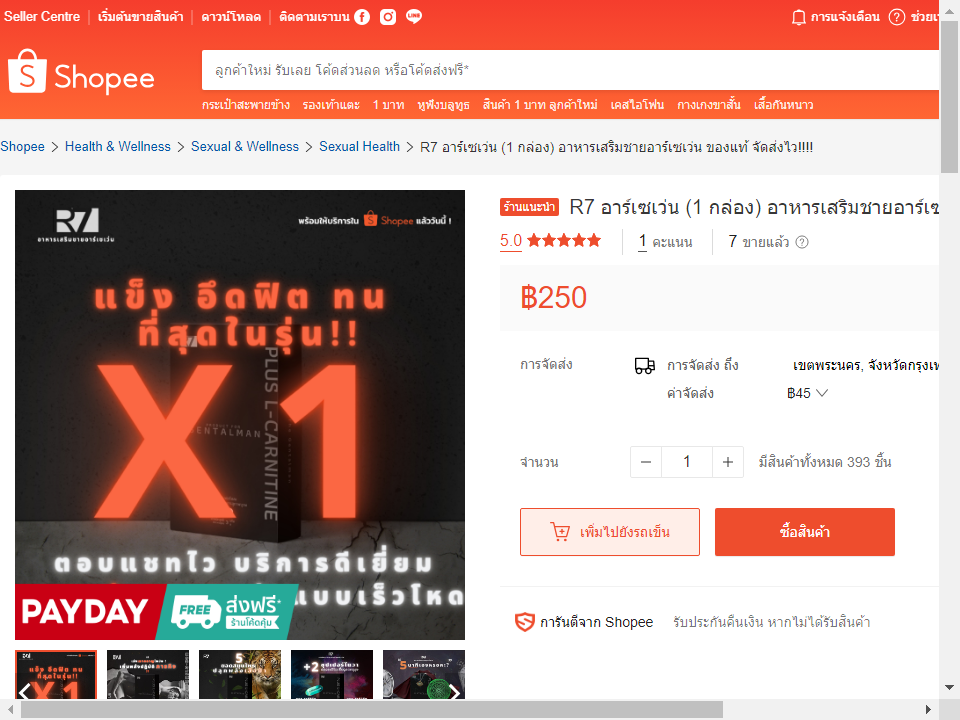 Seller Centre เริ่มต้นขายสินค้า ดาวน์โหลด ติดตามเราบน การแจ้งเตือน
Shopee
ลูกค้าใหม่ รับเลย โค้ดส่วนลด หรือโค้ดส่งฟรี*
กระเป๋าสะพายข้าง รองเท้าแตะ 1 บาท หูฟังบลูทูธ สินค้า 1 บาท ลูกค้าใหม่ เคสไอโฟน กางเกงขาสั้น เสื้อกันหนาว
Shopee > Health & Wellness > Sexual & Wellness > Sexual Health > R7 อาร์เซเว่น (1 กล่อง) อาหารเสริมชายอาร์เซเว่น ของแท้ จัดส่งไว!!!!
R7
อาหารเสริมชายอาร์เซเว่น
พร้อมให้บริการใน Shopee แล้ววันนี้ !
แข็ง อึดฟิต ทน
ที่สุดในรุ่น!!
X1
PLUS L-CARNITINE
ตอบแชทไว บริการดีเยี่ยม
แบบเร็วโหด
PAYDAY FREE ส่งฟรี*
ร้านโค้ดคุ้ม
ร้านแนะนำ R7 อาร์เซเว่น (1 กล่อง) อาหารเสริมชายอาร์เซ
5.0 1 คะแนน 7 ขายแล้ว
฿250
การจัดส่ง การจัดส่ง ถึง เขตพระนคร, จังหวัดกรุงเท
ค่าจัดส่ง ฿45
จำนวน 1 มีสินค้าทั้งหมด 393 ชิ้น
เพิ่มไปยังรถเข็น ซื้อสินค้า
การันตีจาก Shopee รับประกันคืนเงิน หากไม่ได้รับสินค้า